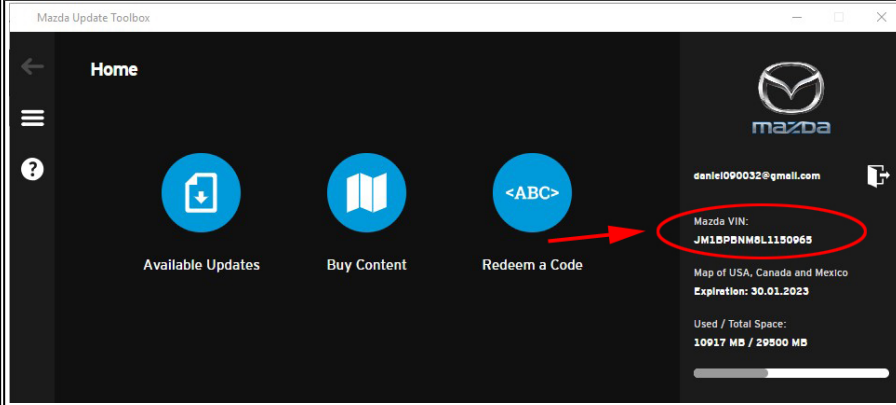 Mazda Update Toolbox
Home
mazda
daniel090032@gmail.com
Mazda VIN:
JM1BPBNM8L1150965
<ABC>
Available Updates
Buy Content
Redeem a Code
Map of USA, Canada and Mexico
Expiration: 30.01.2023
Used / Total Space:
10917 MB / 29500 MB